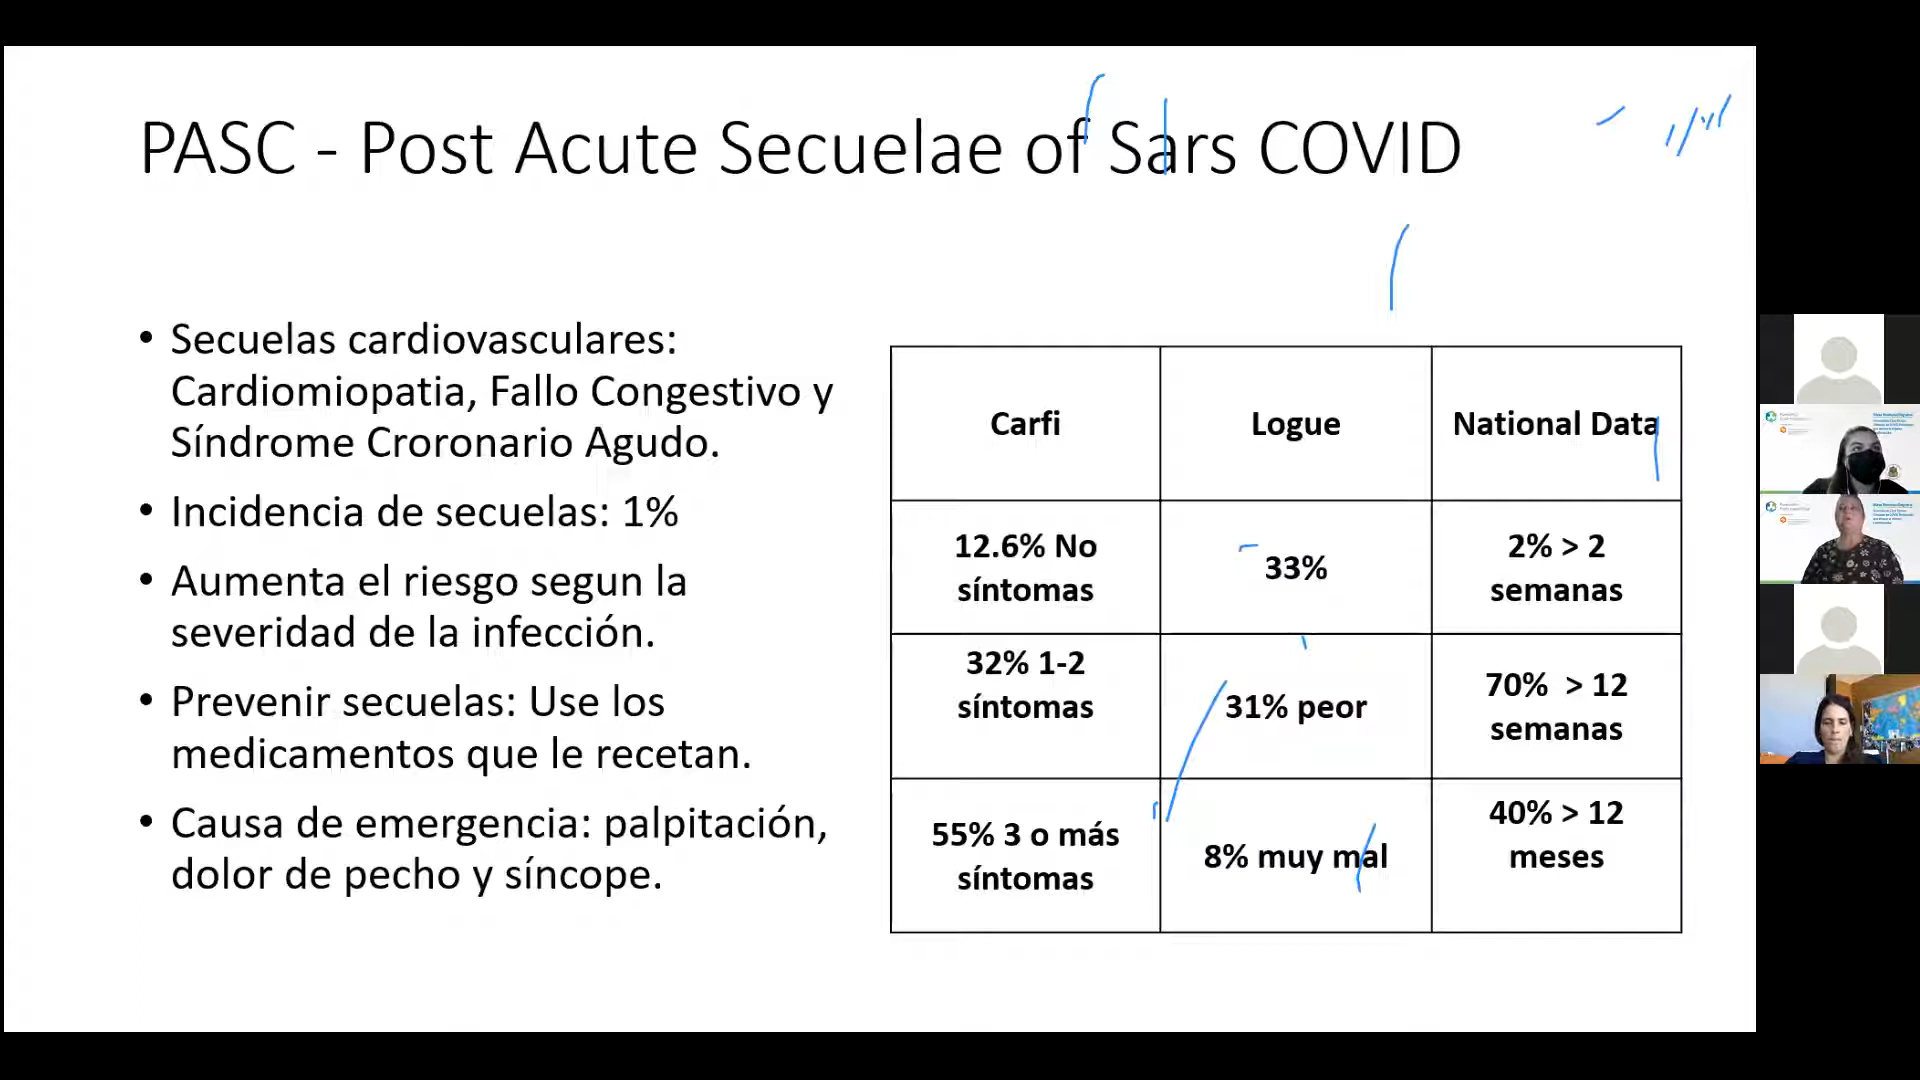 PASC - Post Acute Secuelae of Sars COVID
• Secuelas cardiovasculares:
Cardiomiopatia, Fallo Congestivo y
Síndrome Croronario Agudo.
• Incidencia de secuelas: 1%
• Aumenta el riesgo segun la
severidad de la infección.
• Prevenir secuelas: Use los
medicamentos que le recetan.
• Causa de emergencia: palpitación,
dolor de pecho y síncope.
Carfi
Logue
National Data
12.6% No
síntomas
33%
2% > 2
semanas
32% 1-2
síntomas
31% peor
70% > 12
semanas
55% 3 o más
síntomas
8% muy mal
40% > 12
meses